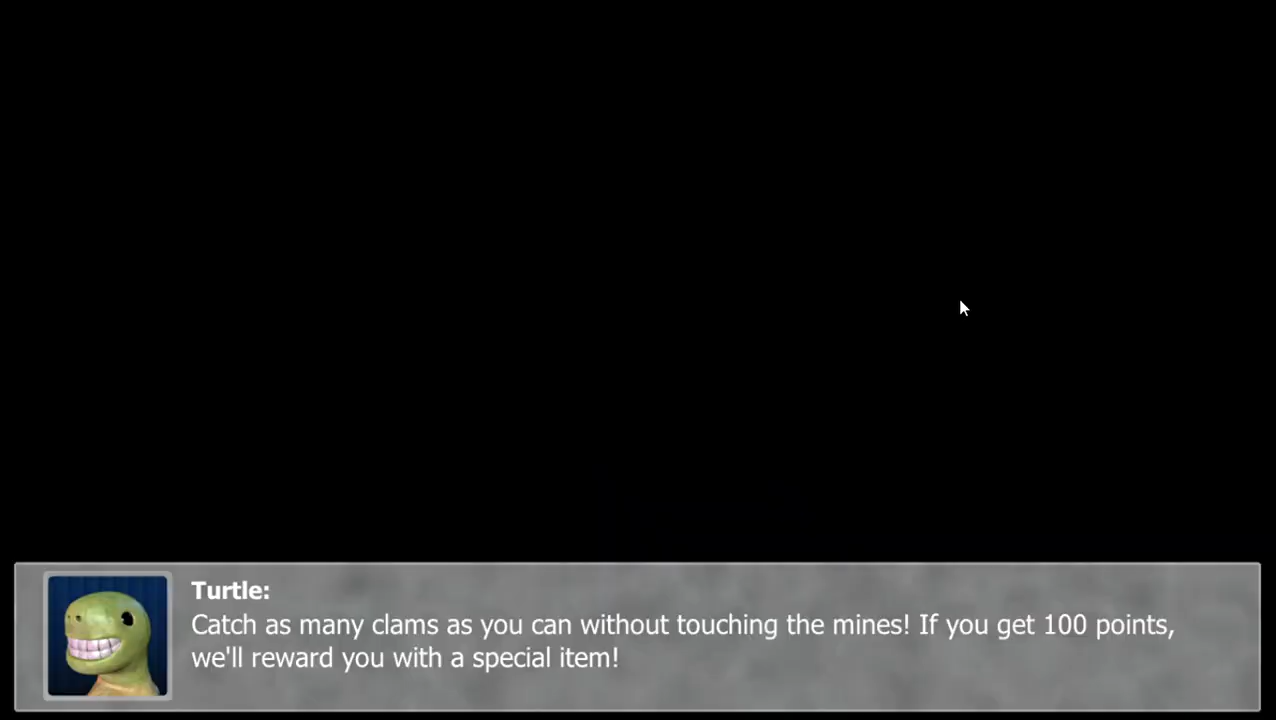 Turtle:
Catch as many clams as you can without touching the mines! If you get 100 points,
we'll reward you with a special item!